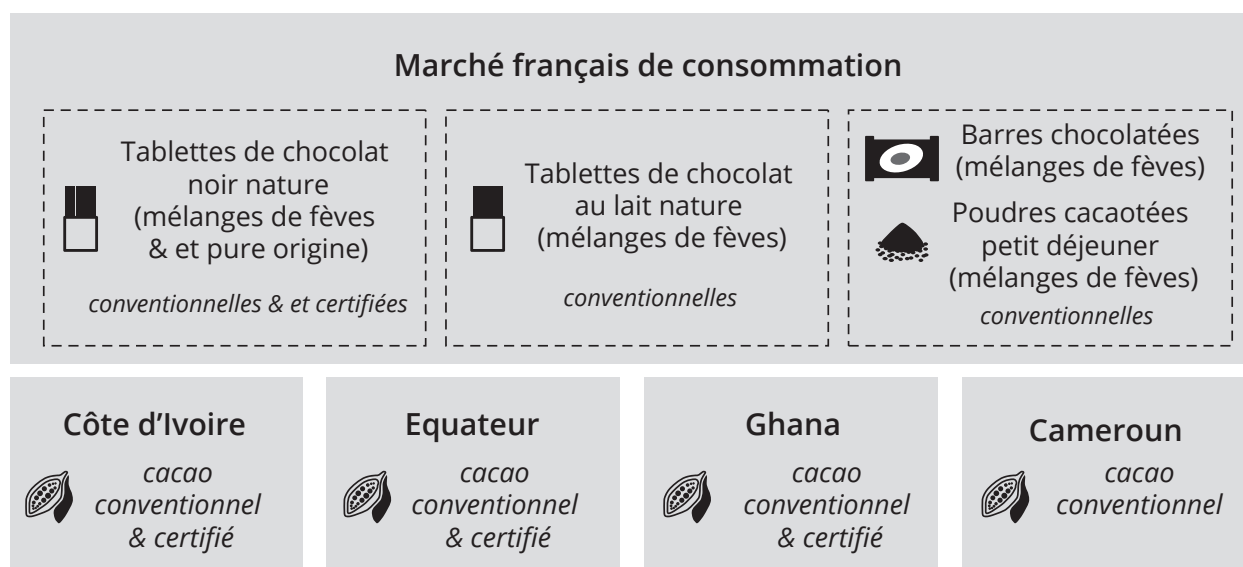 Marché français de consommation
Tablettes de chocolat
noir nature
(mélanges de fèves
& et pure origine)
conventionnelles & et certifiées
Tablettes de chocolat
au lait nature
(mélanges de fèves)
conventionnelles
Barres chocolatées
(mélanges de fèves)
Poudres cacaotées
petit déjeuner
(mélanges de fèves)
conventionnelles
Côte d’Ivoire
cacao
conventionnel
& certifié
Equateur
cacao
conventionnel
& certifié
Ghana
cacao
conventionnel
& certifié
Cameroun
cacao
conventionnel